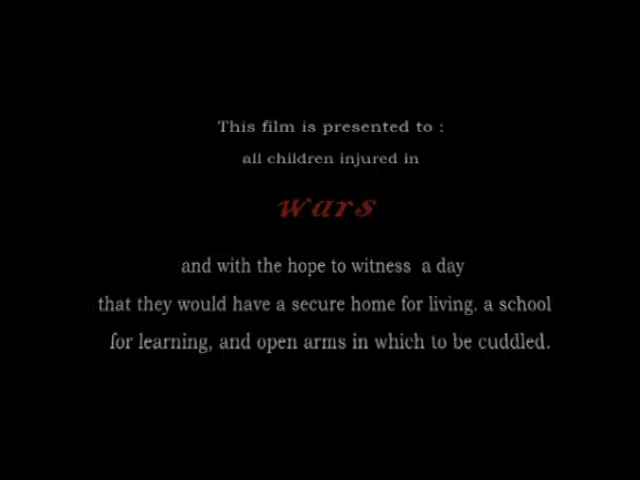 This film is presented to :
all children injured in
wars
and with the hope to witness a day
that they would have a secure home for living. a school
for learning, and open arms in which to be cuddled.